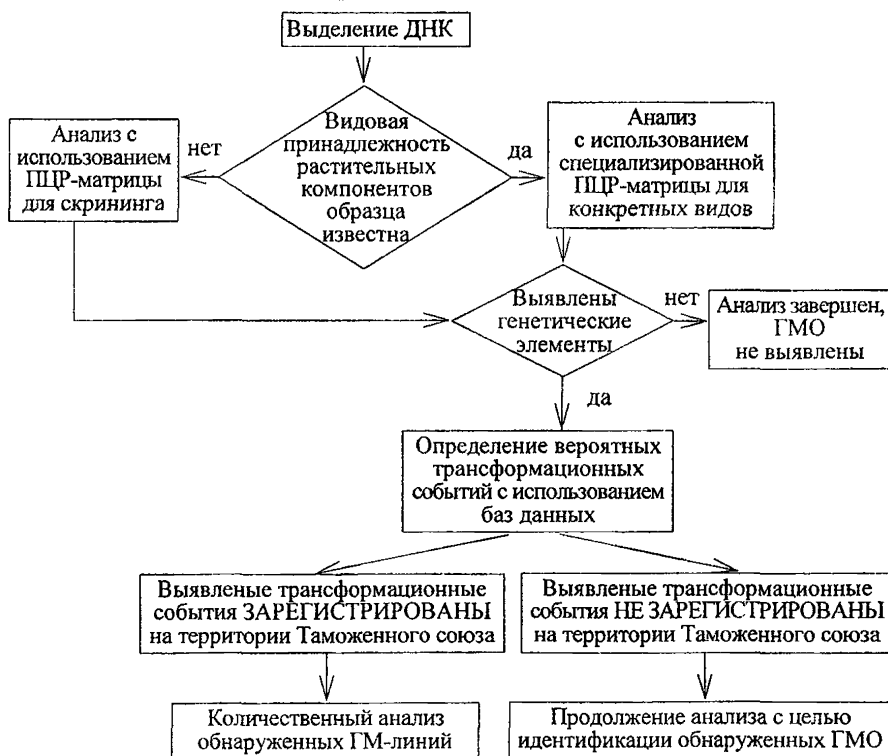 Выделение ДНК
Видовая
принадлежность
растительных
компонентов
образца
известна
нет
да
Анализ с
использованием
ПЦР-матрицы
для скрининга
Анализ
с использованием
специализированной
ПЦР-матрицы для
конкретных видов
Выявлены
генетические
элементы
нет
Анализ завершен,
ГМО
не выявлены
да
Определение вероятных
трансформационных
событий с использованием
баз данных
Выявленые трансформационные
события ЗАРЕГИСТРИРОВАНЫ
на территории Таможенного союза
Выявленые трансформационные
события НЕ ЗАРЕГИСТРИРОВАНЫ
на территории Таможенного союза
Количественный анализ
обнаруженных ГМ-линий
Продолжение анализа с целью
идентификации обнаруженных ГМО